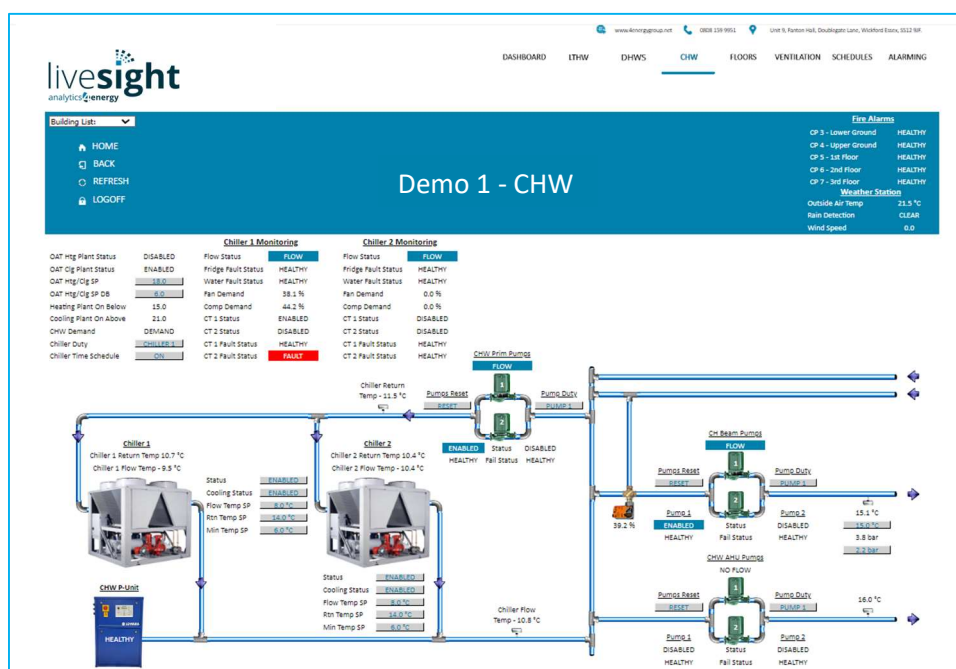 www.4energygroup.net 0808 159 9951 Unit 9, Fanton Hall, Doublegate Lane, Wickford Essex, SS12 9JF.
DASHBOARD LTHW DHWS CHW FLOORS VENTILATION SCHEDULES ALARMING
livesight
analytics4energy
Building List:
HOME
BACK
REFRESH
LOGOFF
Demo 1 - CHW
Fire Alarms
CP 3 - Lower Ground HEALTHY
CP 4 - Upper Ground HEALTHY
CP 5 - 1st Floor HEALTHY
CP 6 - 2nd Floor HEALTHY
CP 7 - 3rd Floor HEALTHY
Weather Station
Outside Air Temp 21.5 °C
Rain Detection CLEAR
Wind Speed 0.0
OAT Htg Plant Status DISABLED
OAT Clg Plant Status ENABLED
OAT Htg/Clg SP 18.0
OAT Htg/Clg SP DB 6.0
Heating Plant On Below 15.0
Cooling Plant On Above 21.0
CHW Demand DEMAND
Chiller Duty CHILLER 1
Chiller Time Schedule ON
Chiller 1 Monitoring
Flow Status FLOW
Fridge Fault Status HEALTHY
Water Fault Status HEALTHY
Fan Demand 38.1 %
Comp Demand 44.2 %
CT 1 Status ENABLED
CT 2 Status DISABLED
CT 1 Fault Status HEALTHY
CT 2 Fault Status FAULT
Chiller 2 Monitoring
Flow Status FLOW
Fridge Fault Status HEALTHY
Water Fault Status HEALTHY
Fan Demand 0.0 %
Comp Demand 0.0 %
CT 1 Status DISABLED
CT 2 Status DISABLED
CT 1 Fault Status HEALTHY
CT 2 Fault Status HEALTHY
CHW Prim Pumps
FLOW
1
2
Chiller Return
Temp - 11.5 °C
Pumps Reset
RESET
Pump Duty
PUMP 1
ENABLED Status DISABLED
HEALTHY Fail Status HEALTHY
Chiller 1
Chiller 1 Return Temp 10.7 °C
Chiller 1 Flow Temp - 9.5 °C
Status ENABLED
Cooling Status ENABLED
Flow Temp SP 8.0 °C
Rtn Temp SP 14.0 °C
Min Temp SP 6.0 °C
Chiller 2
Chiller 2 Return Temp 10.4 °C
Chiller 2 Flow Temp - 10.4 °C
Status ENABLED
Cooling Status ENABLED
Flow Temp SP 8.0 °C
Rtn Temp SP 14.0 °C
Min Temp SP 6.0 °C
CHW P-Unit
HEALTHY
Chiller Flow
Temp - 10.8 °C
39.2 %
CH Beam Pumps
FLOW
1
2
Pumps Reset
RESET
Pump Duty
PUMP 1
Pump 1 Pump 2
ENABLED Status DISABLED
HEALTHY Fail Status HEALTHY
15.1 °C
15.0 °C
3.8 bar
2.2 bar
CHW AHU Pumps
NO FLOW
1
2
Pumps Reset
RESET
Pump Duty
PUMP 1
16.0 °C
Pump 1 Pump 2
DISABLED Status DISABLED
HEALTHY Fail Status HEALTHY